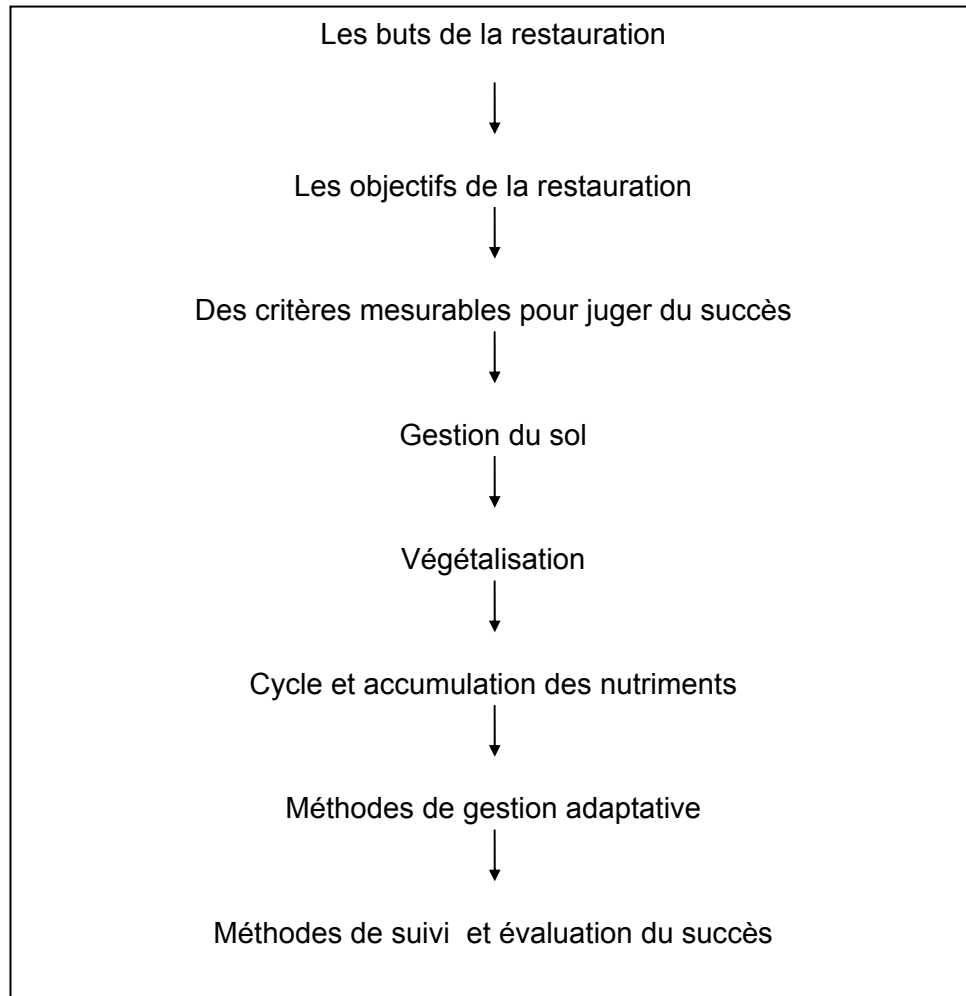 Les buts de la restauration
Les objectifs de la restauration
Des critères mesurables pour juger du succès
Gestion du sol
Végétalisation
Cycle et accumulation des nutriments
Méthodes de gestion adaptative
Méthodes de suivi  et évaluation du succès